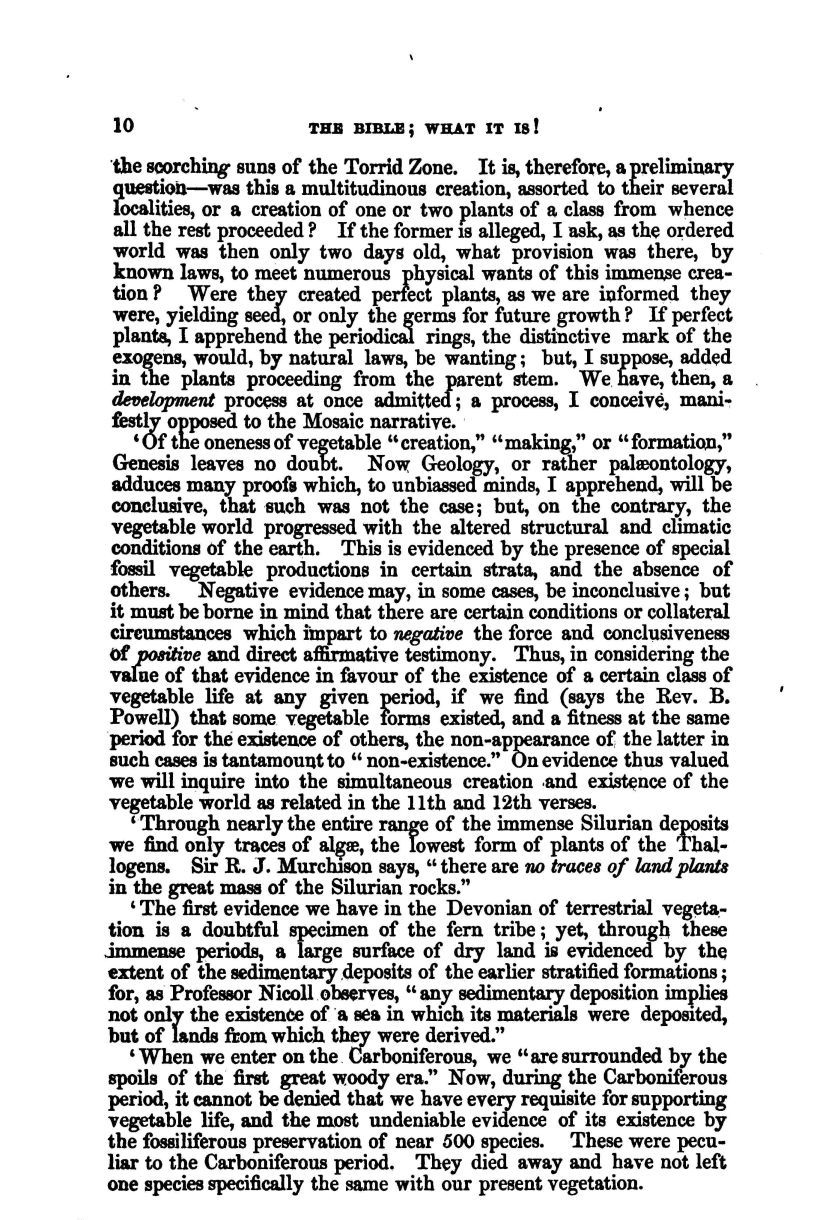 10 THE BIBLE; WHAT IT IS!
the scorching suns of the Torrid Zone. It is, therefore, a preliminary
question—was this a multitudinous creation, assorted to their several
localities, or a creation of one or two plants of a class from whence
all the rest proceeded? If the former is alleged, I ask, as the ordered
world was then only two days old, what provision was there, by
known laws, to meet numerous physical wants of this immense crea-
tion? Were they created perfect plants, as we are informed they
were, yielding seed, or only the germs for future growth? If perfect
plants, I apprehend the periodical rings, the distinctive mark of the
exogens, would, by natural laws, be wanting; but, I suppose, added
in the plants proceeding from the parent stem. We have, then, a
development process at once admitted; a process, I conceive, mani-
festly opposed to the Mosaic narrative.
‘Of the oneness of vegetable “creation,” “making,” or “formation,”
Genesis leaves no doubt. Now Geology, or rather palæontology,
adduces many proofs which, to unbiassed minds, I apprehend, will be
conclusive, that such was not the case; but, on the contrary, the
vegetable world progressed with the altered structural and climatic
conditions of the earth. This is evidenced by the presence of special
fossil vegetable productions in certain strata, and the absence of
others. Negative evidence may, in some cases, be inconclusive; but
it must be borne in mind that there are certain conditions or collateral
circumstances which impart to negative the force and conclusiveness
of positive and direct affirmative testimony. Thus, in considering the
value of that evidence in favour of the existence of a certain class of
vegetable life at any given period, if we find (says the Rev. B.
Powell) that some vegetable forms existed, and a fitness at the same
period for the existence of others, the non-appearance of the latter in
such cases is tantamount to “non-existence.” On evidence thus valued
we will inquire into the simultaneous creation and existence of the
vegetable world as related in the 11th and 12th verses.
‘Through nearly the entire range of the immense Silurian deposits
we find only traces of algæ, the lowest form of plants of the Thal-
logens. Sir R. J. Murchison says, “there are no traces of land plants
in the great mass of the Silurian rocks.”
‘The first evidence we have in the Devonian of terrestrial vegeta-
tion is a doubtful specimen of the fern tribe; yet, through these
immense periods, a large surface of dry land is evidenced by the
extent of the sedimentary deposits of the earlier stratified formations;
for, as Professor Nicoll observes, “any sedimentary deposition implies
not only the existence of a sea in which its materials were deposited,
but of lands from which they were derived.”
‘When we enter on the Carboniferous, we “are surrounded by the
spoils of the first great woody era.” Now, during the Carboniferous
period, it cannot be denied that we have every requisite for supporting
vegetable life, and the most undeniable evidence of its existence by
the fossiliferous preservation of near 500 species. These were pecu-
liar to the Carboniferous period. They died away and have not left
one species specifically the same with our present vegetation.